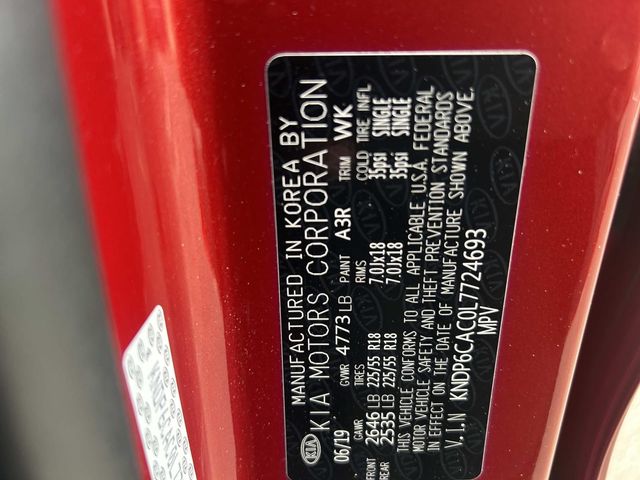 KIA
MANUFACTURED IN KOREA BY
KIA MOTORS CORPORATION
06/19 GVWR 4773 LB PAINT A3R TRIM WK
GAWR TIRES RIMS COLD TIRE INFL
FRONT 2646 LB 225/55 R18 7.0Jx18 35psi SINGLE
REAR 2535 LB 225/55 R18 7.0Jx18 35psi SINGLE
THIS VEHICLE CONFORMS TO ALL APPLICABLE U.S.A. FEDERAL
MOTOR VEHICLE SAFETY AND THEFT PREVENTION STANDARDS
IN EFFECT ON THE DATE OF MANUFACTURE SHOWN ABOVE.
V.I.N KNDP6CAC0L7724693
MPV